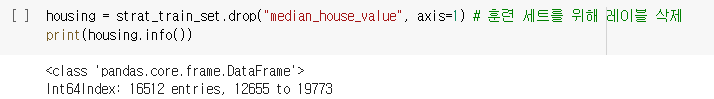 [ ] housing = strat_train_set.drop("median_house_value", axis=1) # 훈련 세트를 위해 레이블 삭제
print(housing.info())
<class 'pandas.core.frame.DataFrame'>
Int64Index: 16512 entries, 12655 to 19773